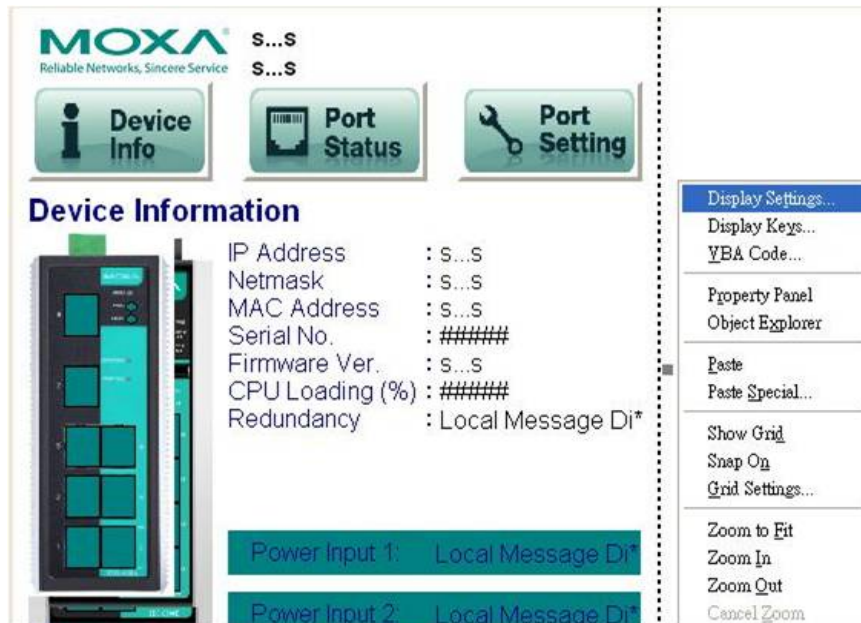 MOXA
Reliable Networks, Sincere Service
s...s
s...s
Device Info
Port Status
Port Setting
Device Information
IP Address : s...s
Netmask : s...s
MAC Address : s...s
Serial No. : #####
Firmware Ver. : s...s
CPU Loading (%) : #####
Redundancy : Local Message Di*
Power Input 1: Local Message Di*
Power Input 2: Local Message Di*
Display Settings...
Display Keys...
VBA Code...
Property Panel
Object Explorer
Paste
Paste Special...
Show Grid
Snap On
Grid Settings...
Zoom to Fit
Zoom In
Zoom Out
Cancel Zoom